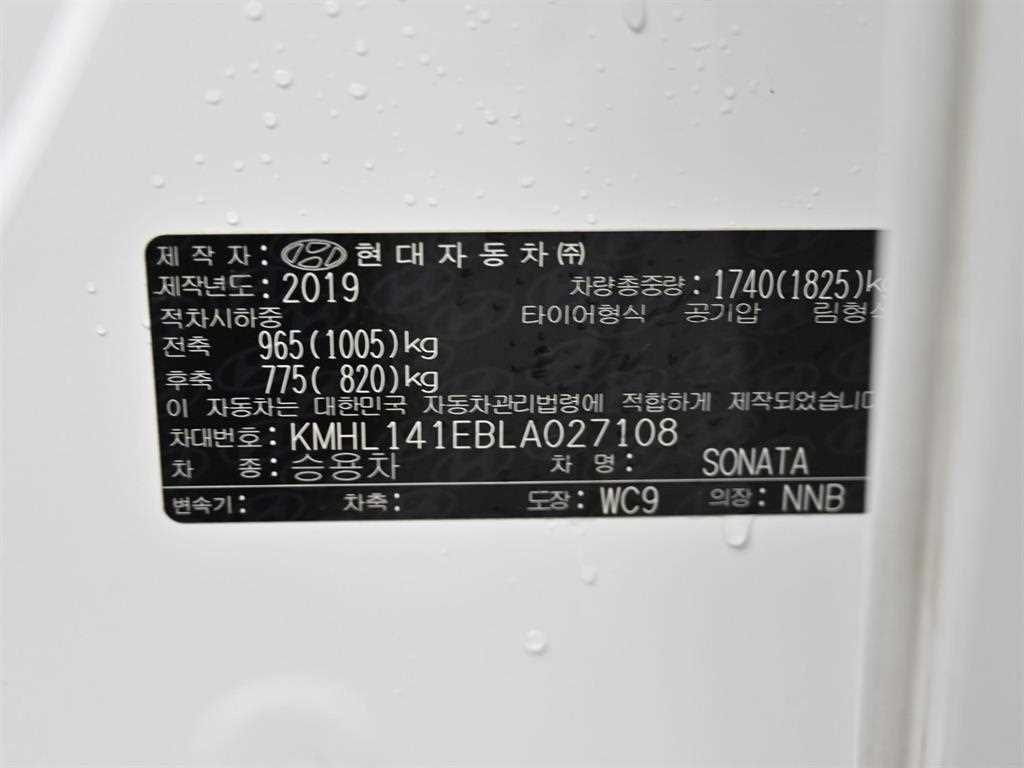 제 작 자 : 현대자동차㈜
제작년도 : 2019 차량총중량 : 1740(1825)kg
적차시하중 타이어형식 공기압 림형식
전축 965(1005)kg
후축 775( 820)kg
이 자동차는 대한민국 자동차관리법령에 적합하게 제작되었습니다
차대번호 : KMHL141EBLA027108
차 종 : 승용차 차 명 : SONATA
변속기 : 차축 : 도장 : WC9 의장 : NNB